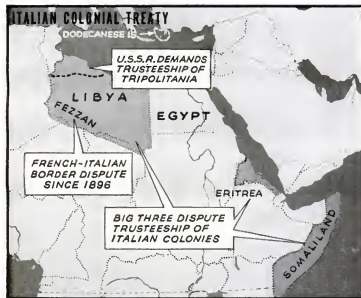 ITALIAN COLONIAL TREATY
DODECANESE IS.
U.S.S.R. DEMANDS
TRUSTEESHIP OF
TRIPOLITANIA
LIBYA
FEZZAN
EGYPT
FRENCH-ITALIAN
BORDER DISPUTE
SINCE 1896
ERITREA
BIG THREE DISPUTE
TRUSTEESHIP OF
ITALIAN COLONIES
SOMALILAND